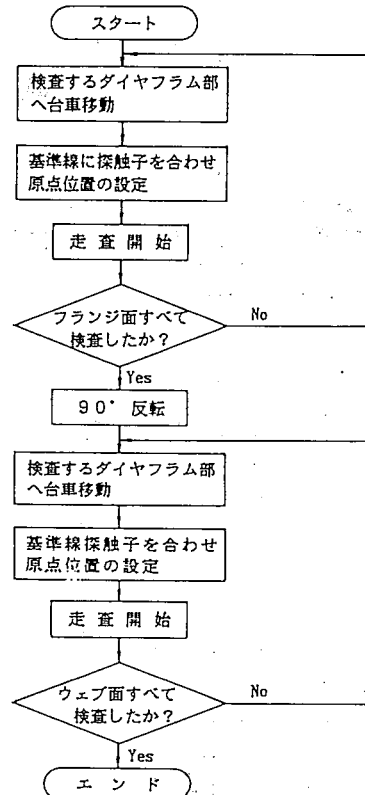 スタート
検査するダイヤフラム部
へ台車移動
基準線に探触子を合わせ
原点位置の設定
走査開始
フランジ面すべて
検査したか？
No
Yes
90°反転
検査するダイヤフラム部
へ台車移動
基準線探触子を合わせ
原点位置の設定
走査開始
ウェブ面すべて
検査したか？
No
Yes
エンド